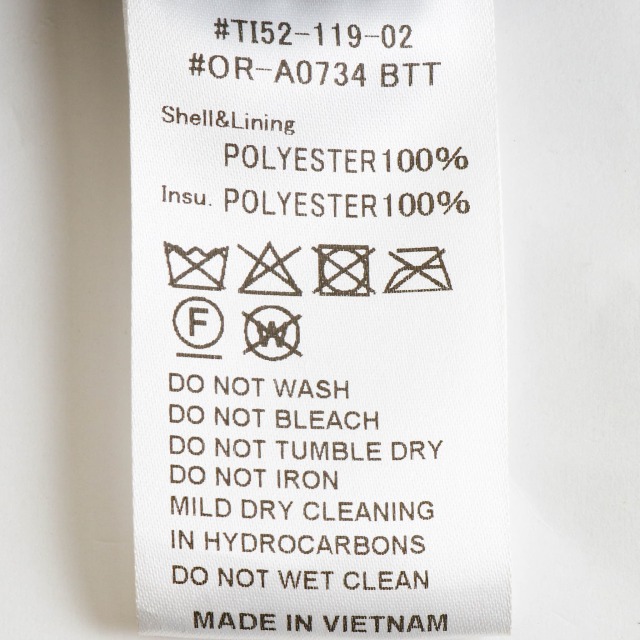 #TI52-119-02
#OR-A0734 BTT
Shell&Lining
POLYESTER100%
Insu. POLYESTER100%
F W
DO NOT WASH
DO NOT BLEACH
DO NOT TUMBLE DRY
DO NOT IRON
MILD DRY CLEANING
IN HYDROCARBONS
DO NOT WET CLEAN
MADE IN VIETNAM